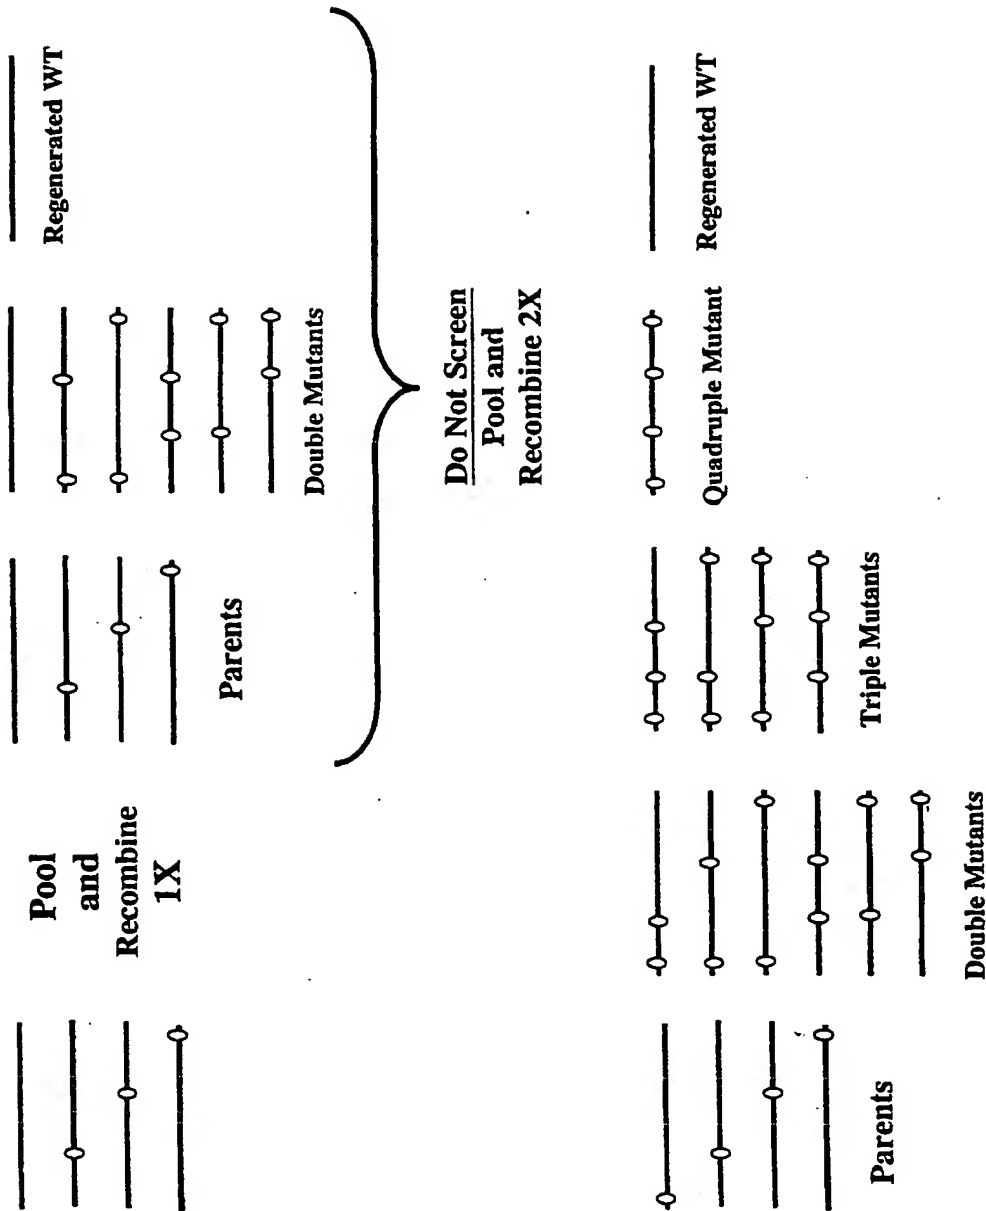 Pool
and
Recombine
1X
Parents
Double Mutants
Regenerated WT
Do Not Screen
Pool and
Recombine 2X
Parents
Double Mutants
Triple Mutants
Quadruple Mutant
Regenerated WT